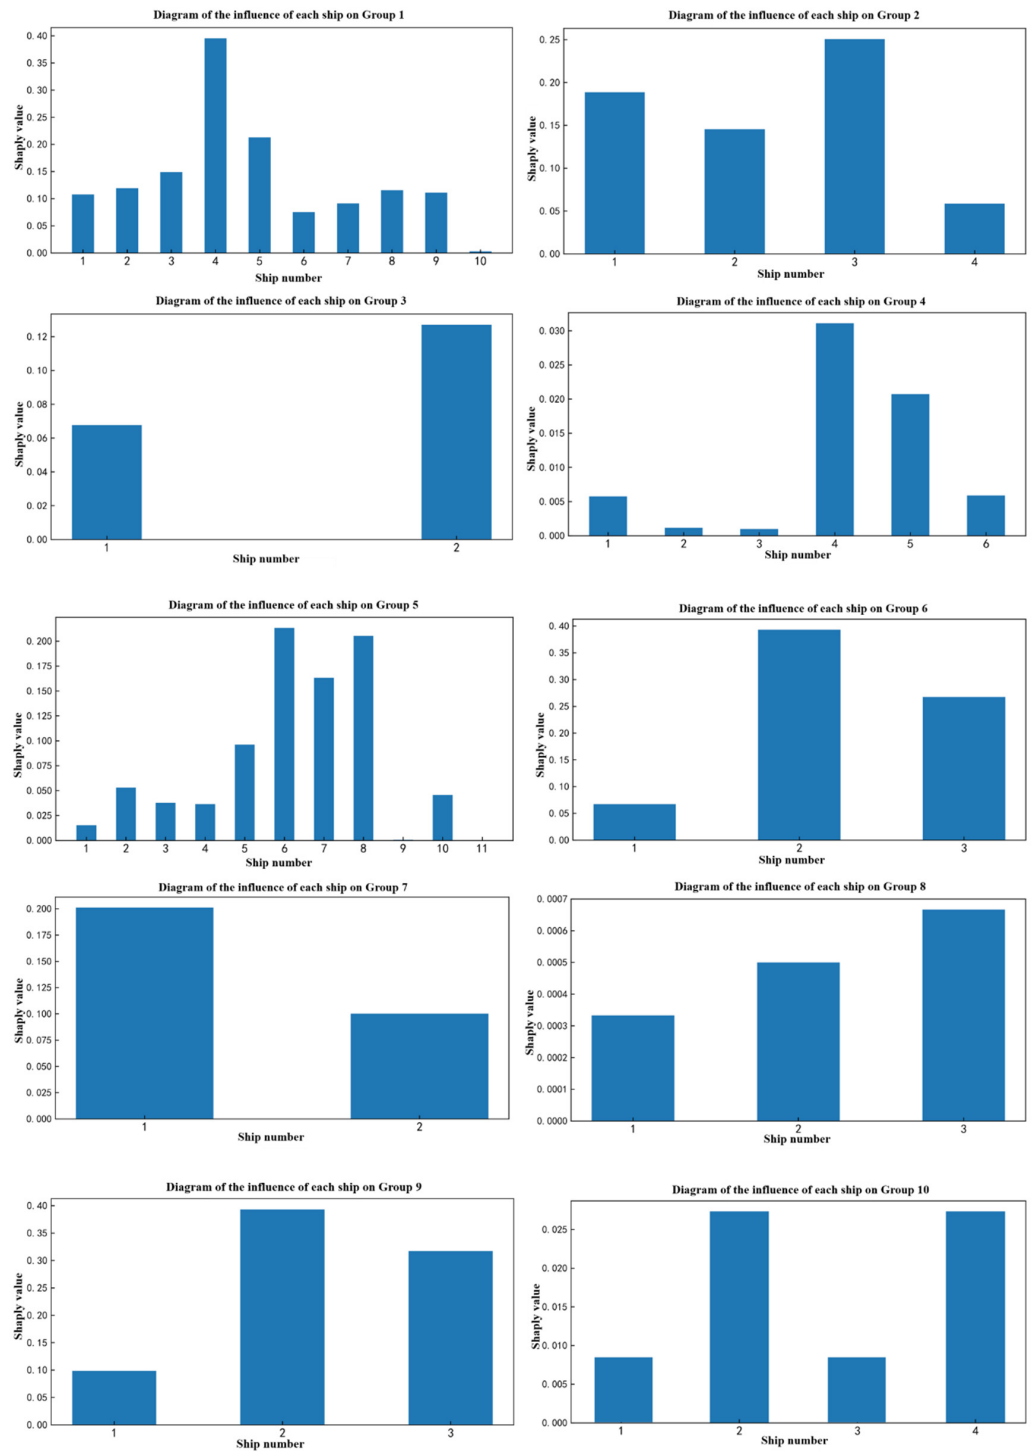 Diagram of the influence of each ship on Group 1
Shaply value
0.40
0.35
0.30
0.25
0.20
0.15
0.10
0.05
0.00
1 2 3 4 5 6 7 8 9 10
Ship number
Diagram of the influence of each ship on Group 2
Shaply value
0.25
0.20
0.15
0.10
0.05
0.00
1 2 3 4
Ship number
Diagram of the influence of each ship on Group 3
Shaply value
0.12
0.10
0.08
0.06
0.04
0.02
0.00
1 2
Ship number
Diagram of the influence of each ship on Group 4
Shaply value
0.030
0.025
0.020
0.015
0.010
0.005
0.000
1 2 3 4 5 6
Ship number
Diagram of the influence of each ship on Group 5
Shaply value
0.200
0.175
0.150
0.125
0.100
0.075
0.050
0.025
0.000
1 2 3 4 5 6 7 8 9 10 11
Ship number
Diagram of the influence of each ship on Group 6
Shaply value
0.40
0.35
0.30
0.25
0.20
0.15
0.10
0.05
0.00
1 2 3
Ship number
Diagram of the influence of each ship on Group 7
Shaply value
0.200
0.175
0.150
0.125
0.100
0.075
0.050
0.025
0.000
1 2
Ship number
Diagram of the influence of each ship on Group 8
Shaply value
0.0007
0.0006
0.0005
0.0004
0.0003
0.0002
0.0001
0.0000
1 2 3
Ship number
Diagram of the influence of each ship on Group 9
Shaply value
0.40
0.35
0.30
0.25
0.20
0.15
0.10
0.05
0.00
1 2 3
Ship number
Diagram of the influence of each ship on Group 10
Shaply value
0.025
0.020
0.015
0.010
0.005
0.000
1 2 3 4
Ship number